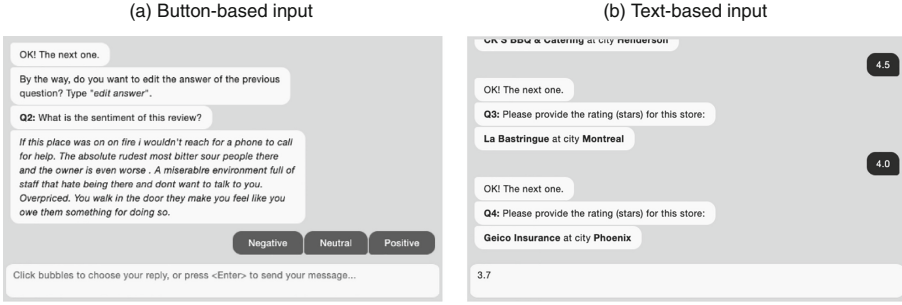 (a) Button-based input
OK! The next one.
By the way, do you want to edit the answer of the previous
question? Type "edit answer".
Q2: What is the sentiment of this review?
If this place was on on fire i wouldn't reach for a phone to call
for help. The absolute rudest most bitter sour people there
and the owner is even worse . A miserablre environment full of
staff that hate being there and dont want to talk to you.
Overpriced. You walk in the door they make you feel like you
owe them something for doing so.
Negative Neutral Positive
Click bubbles to choose your reply, or press <Enter> to send your message...
(b) Text-based input
CK'S BBQ & Catering at city Henderson
4.5
OK! The next one.
Q3: Please provide the rating (stars) for this store:
La Bastringue at city Montreal
4.0
OK! The next one.
Q4: Please provide the rating (stars) for this store:
Geico Insurance at city Phoenix
3.7